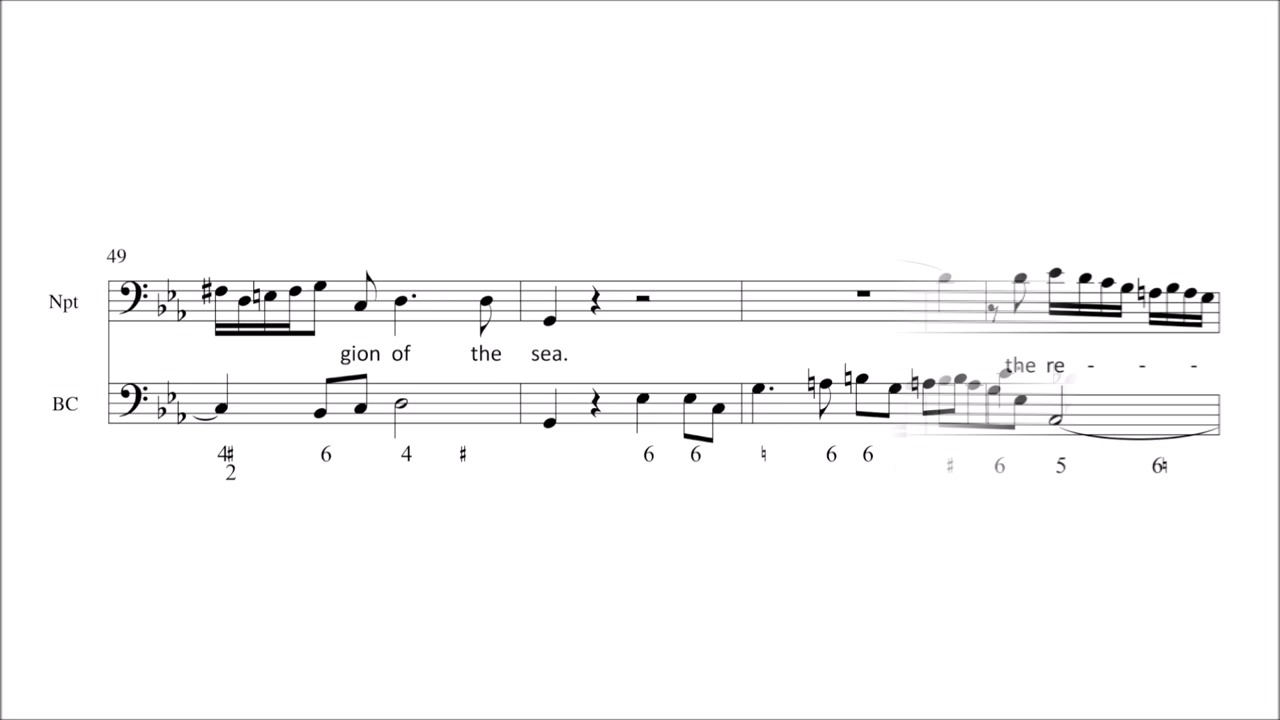 49
Npt
gion of the sea.
the re - - -
BC
4♯ 6 4 ♯ 6 6 ♮ 6 6 ♯ 6 5 6♮
2